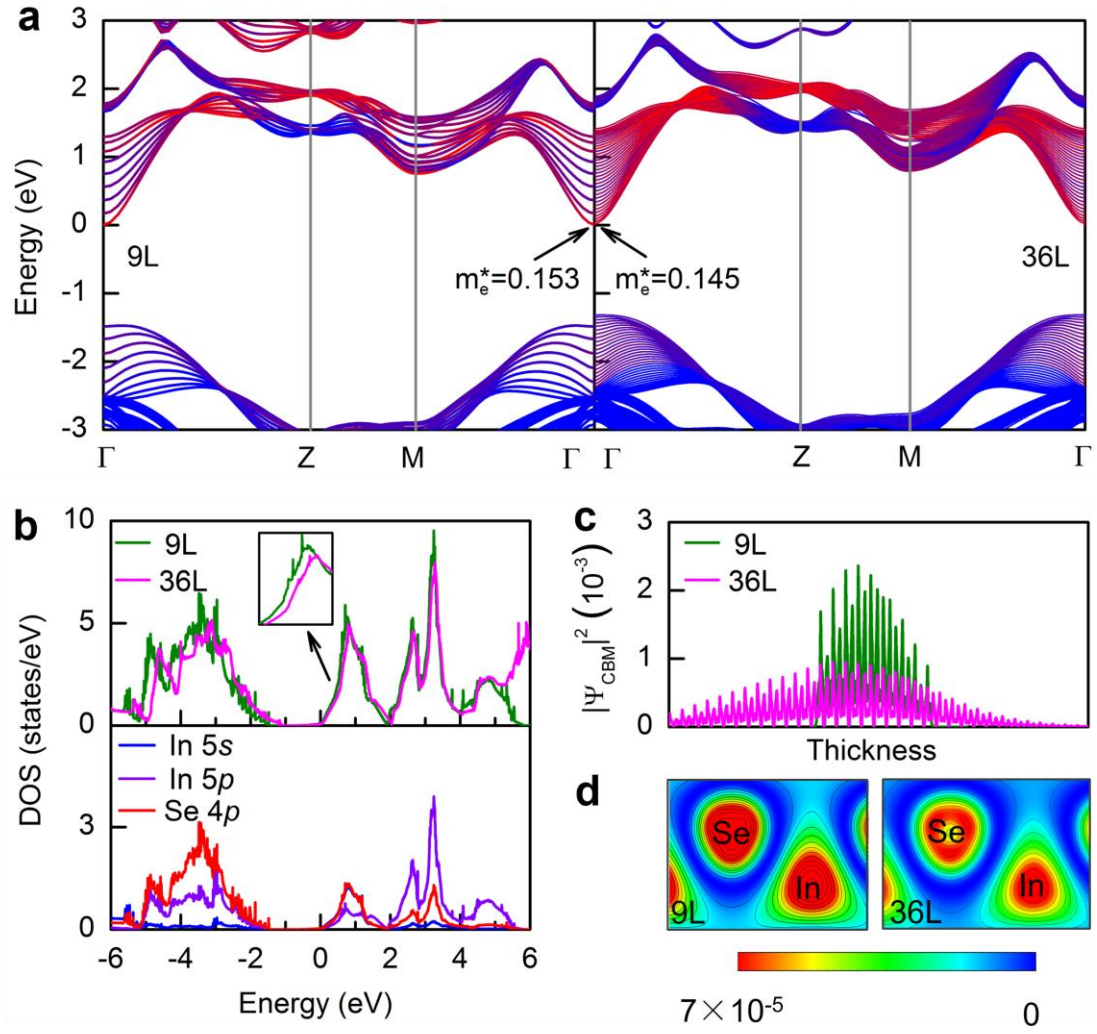 a
Energy (eV)
3
2
1
0
-1
-2
-3
9L
36L
m*e=0.153
m*e=0.145
Γ
Z
M
Γ
Γ
Z
M
Γ
b
DOS (states/eV)
10
5
0
9L
36L
3
0
In 5s
In 5p
Se 4p
-6 -4 -2 0 2 4 6
Energy (eV)
c
|Ψ_CBM|² (10⁻³)
3
2
1
0
9L
36L
Thickness
d
Se
In
9L
Se
In
36L
7×10⁻⁵
0